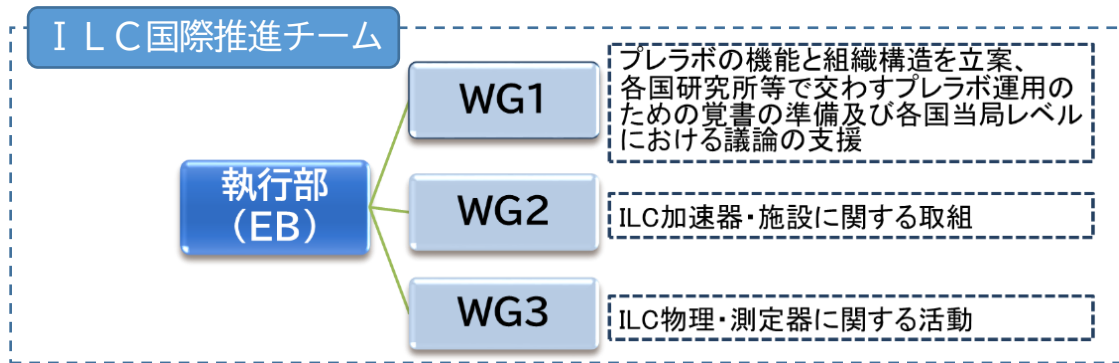 ＩＬＣ国際推進チーム
執行部
（EB）
WG1
プレラボの機能と組織構造を立案、
各国研究所等で交わすプレラボ運用の
ための覚書の準備及び各国当局レベル
における議論の支援
WG2
ILC加速器・施設に関する取組
WG3
ILC物理・測定器に関する活動